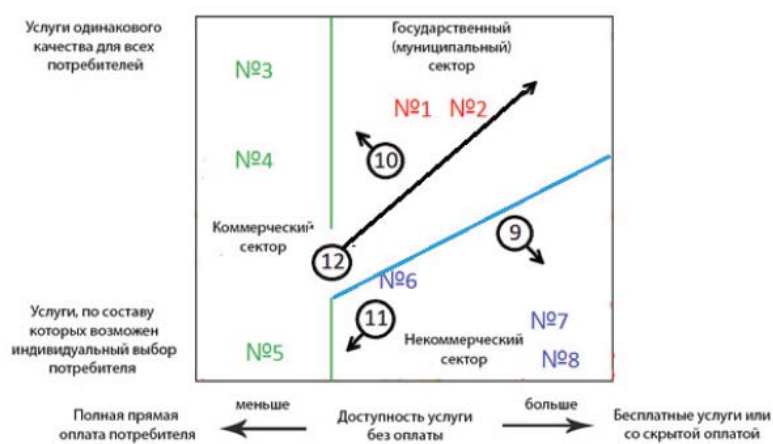 Услуги одинакового
качества для всех
потребителей
Государственный
(муниципальный)
сектор
№3
№1 №2
№4
10
Коммерческий
сектор
9
12
№6
Услуги, по составу
которых возможен
индивидуальный выбор
потребителя
11
№7
Некоммерческий
сектор
№5
№8
Полная прямая
оплата потребителя
меньше
Доступность услуги
без оплаты
больше
Бесплатные услуги или
со скрытой оплатой